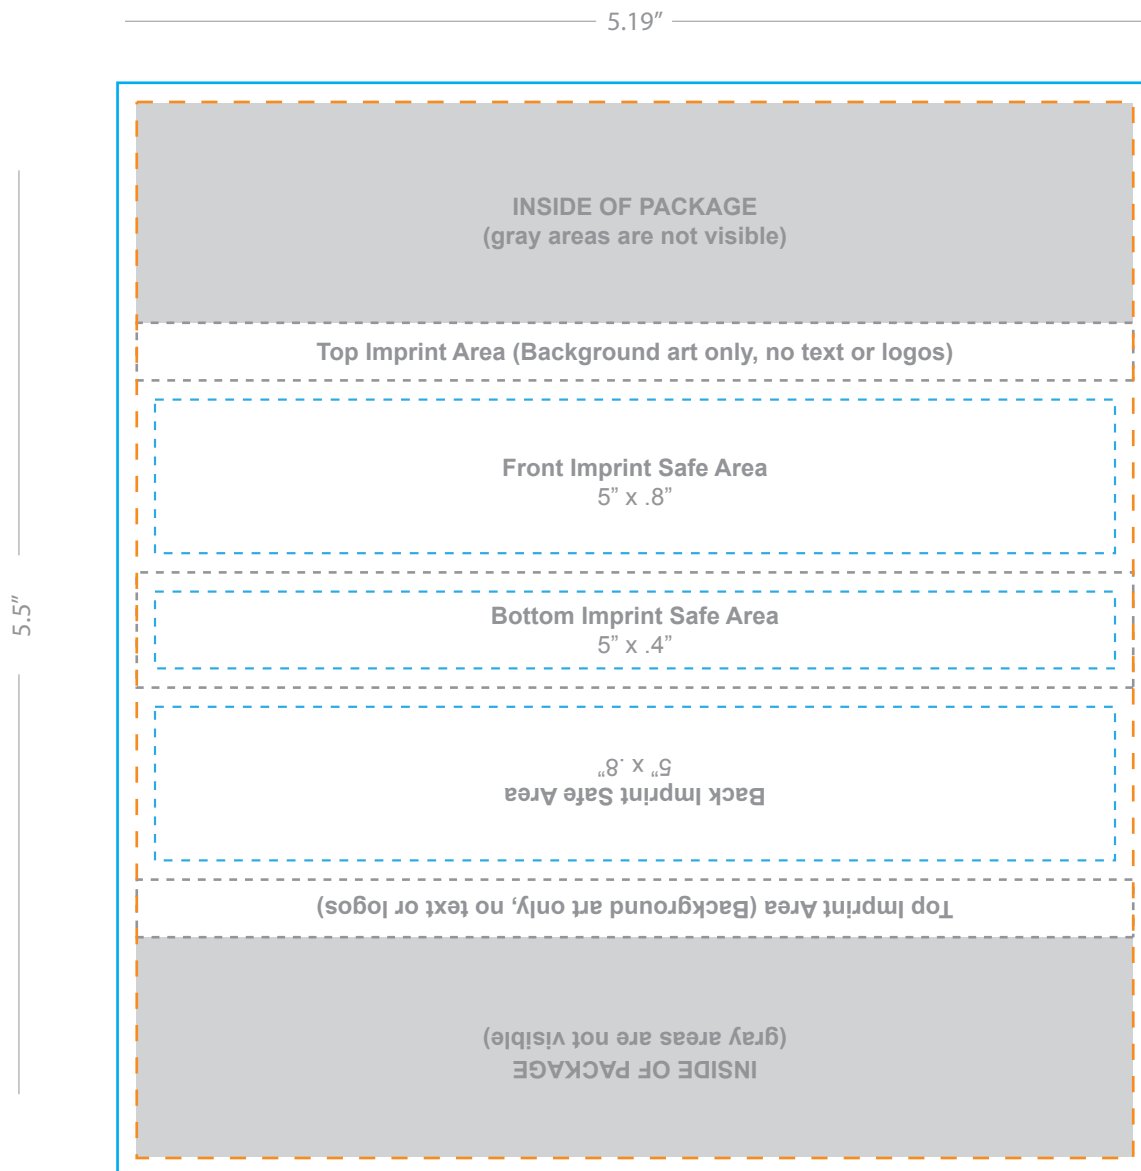 5.19”
INSIDE OF PACKAGE
(gray areas are not visible)
Top Imprint Area (Background art only, no text or logos)
Front Imprint Safe Area
5” x .8”
5.5”
Bottom Imprint Safe Area
5” x .4”
Back Imprint Safe Area
5” x .8”
Top Imprint Area (Background art only, no text or logos)
INSIDE OF PACKAGE
(gray areas are not visible)